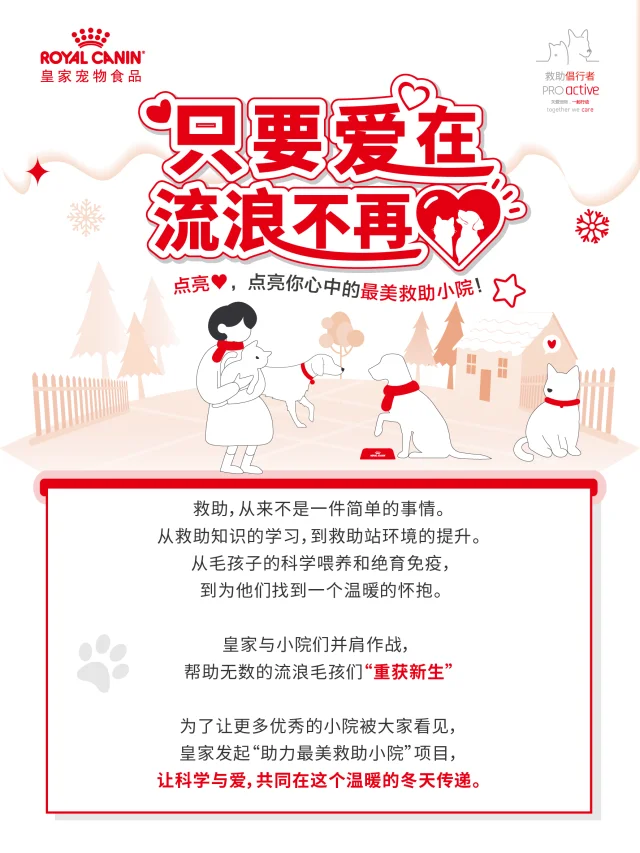 ROYAL CANIN®
皇家宠物食品
救助倡行者
PRO active
together we care
只要爱在
流浪不再
点亮♥，点亮你心中的最美救助小院！
ROYAL CANIN
救助，从来不是一件简单的事情。
从救助知识的学习，到救助站环境的提升。
从毛孩子的科学喂养和绝育免疫，
到为他们找到一个温暖的怀抱。
皇家与小院们并肩作战，
帮助无数的流浪毛孩们“重获新生”
为了让更多优秀的小院被大家看见，
皇家发起“助力最美救助小院”项目，
让科学与爱，共同在这个温暖的冬天传递。